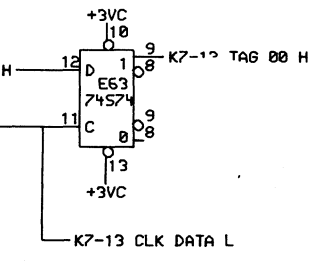 +3VC
10
9
K7-13 TAG 00 H
8
H
12
D
1
E63
74S74
11
C
0
9
8
13
+3VC
K7-13 CLK DATA L